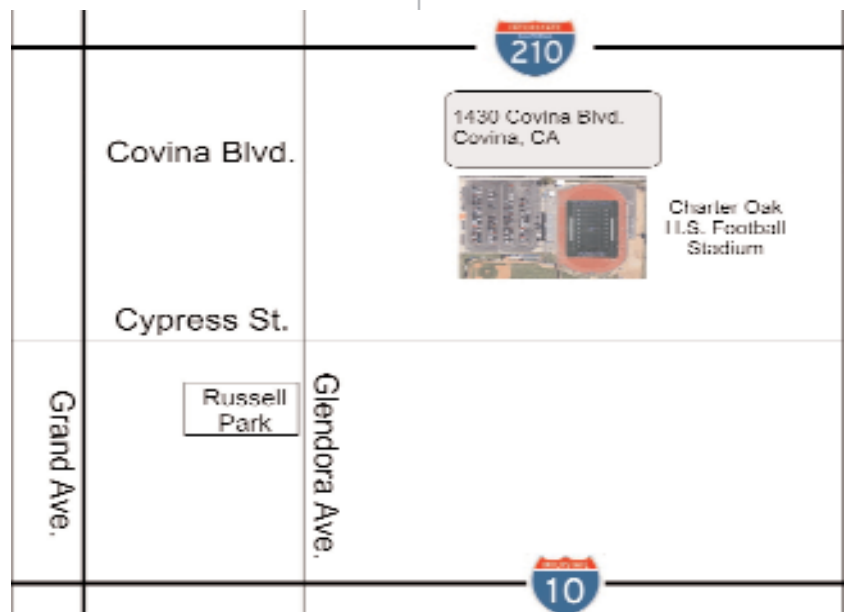 INTERSTATE
210
1430 Covina Blvd.
Covina, CA
Covina Blvd.
Charter Oak
H.S. Football
Stadium
Cypress St.
Russell
Park
Grand Ave.
Glendora Ave.
10